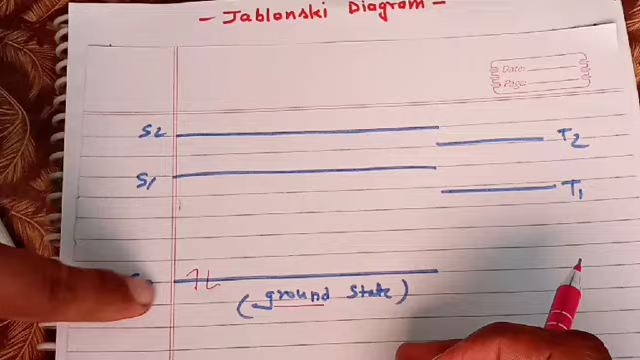 - Jablonski Diagram -
Date:
Page:
S2
T2
S1
T1
(ground state)